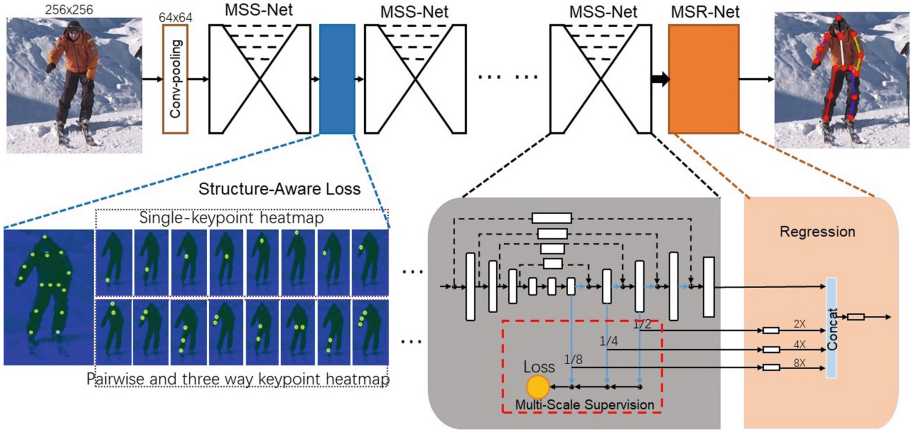 256x256
64x64
Conv-pooling
MSS-Net
MSS-Net
MSS-Net
MSR-Net
... ...
Structure-Aware Loss
Single-keypoint heatmap
...
...
Pairwise and three way keypoint heatmap
1/2
1/4
1/8
Loss
Multi-Scale Supervision
Regression
2X
4X
8X
Concat